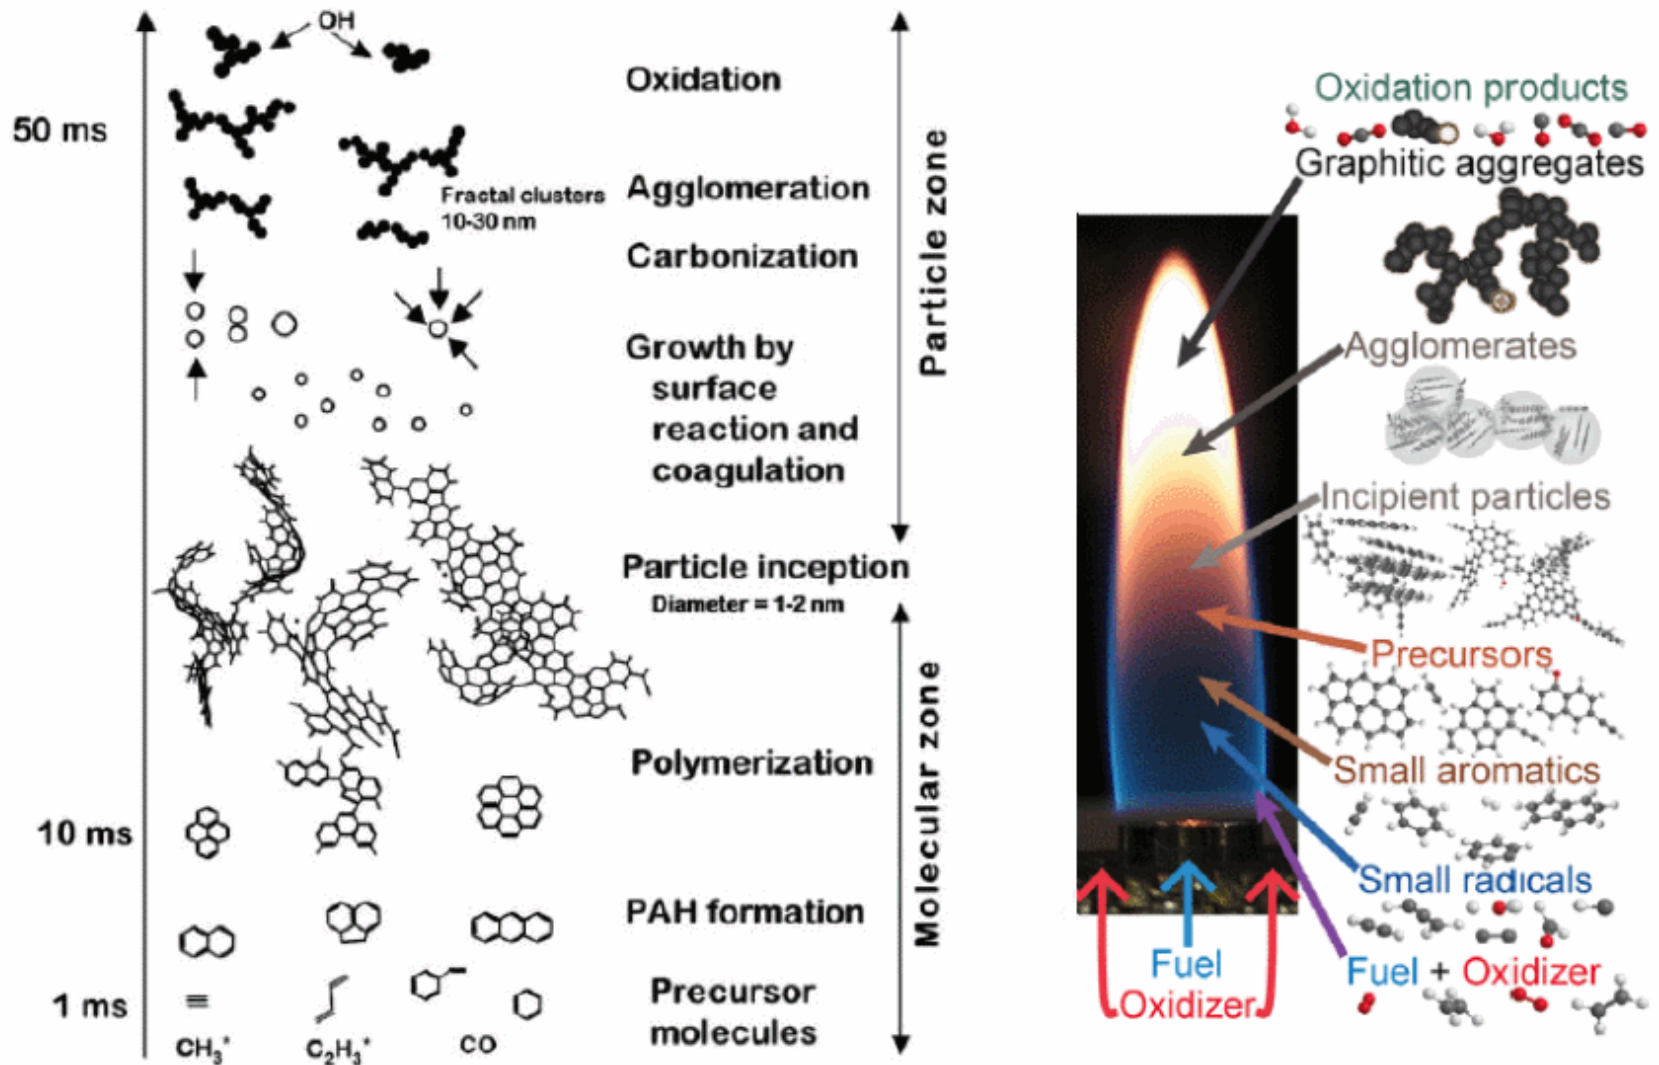 OH
Oxidation
50 ms
Agglomeration
Fractal clusters
10-30 nm
Carbonization
Growth by
surface
reaction and
coagulation
Particle zone
Particle inception
Diameter = 1-2 nm
Polymerization
10 ms
PAH formation
Molecular zone
1 ms
Precursor
molecules
CH₃*
C₂H₃*
CO
Oxidation products
Graphitic aggregates
Agglomerates
Incipient particles
Precursors
Small aromatics
Small radicals
Fuel + Oxidizer
Fuel
Oxidizer